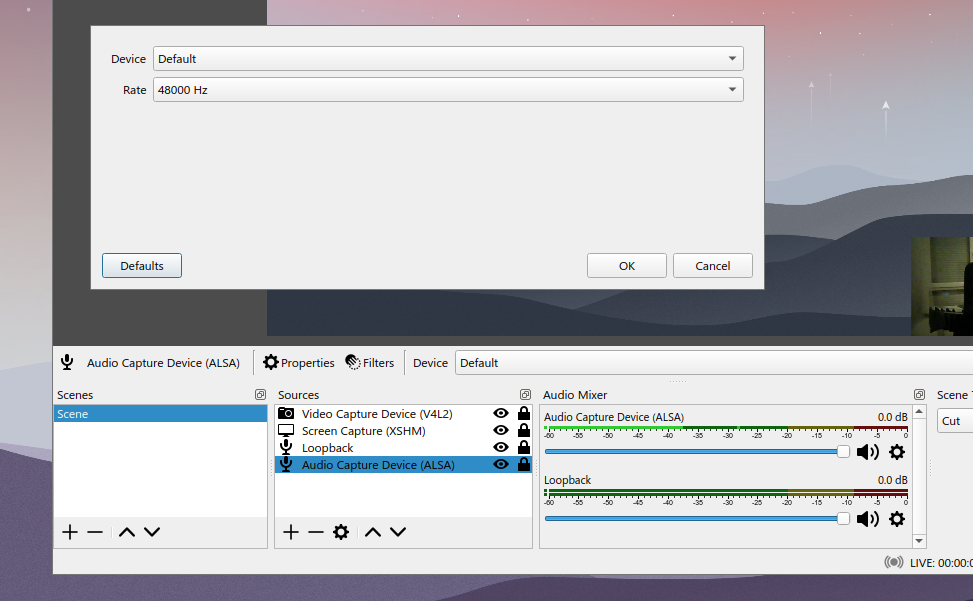 Device Default
Rate 48000 Hz
Defaults OK Cancel
Audio Capture Device (ALSA) Properties Filters Device Default
Scenes
Scene
Sources
Video Capture Device (V4L2)
Screen Capture (XSHM)
Loopback
Audio Capture Device (ALSA)
Audio Mixer
Audio Capture Device (ALSA) 0.0 dB
-60 -55 -50 -45 -40 -35 -30 -25 -20 -15 -10 -5 0
Loopback 0.0 dB
-60 -55 -50 -45 -40 -35 -30 -25 -20 -15 -10 -5 0
Scene
Cut
LIVE: 00:00: